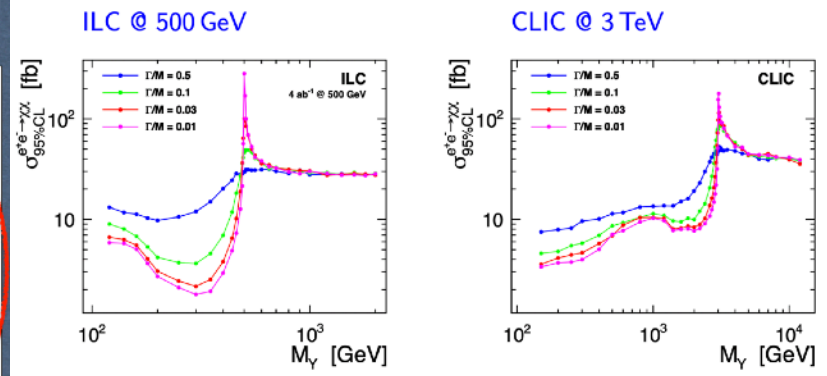 ILC @ 500 GeV
σ^{e⁺e⁻→χχ}_{95%CL} [fb]
Γ/M = 0.5
Γ/M = 0.1
Γ/M = 0.03
Γ/M = 0.01
ILC
4 ab⁻¹ @ 500 GeV
10²
10
10²
10³
M_Y [GeV]
CLIC @ 3 TeV
σ^{e⁺e⁻→χχ}_{95%CL} [fb]
Γ/M = 0.5
Γ/M = 0.1
Γ/M = 0.03
Γ/M = 0.01
CLIC
10²
10
10²
10³
10⁴
M_Y [GeV]